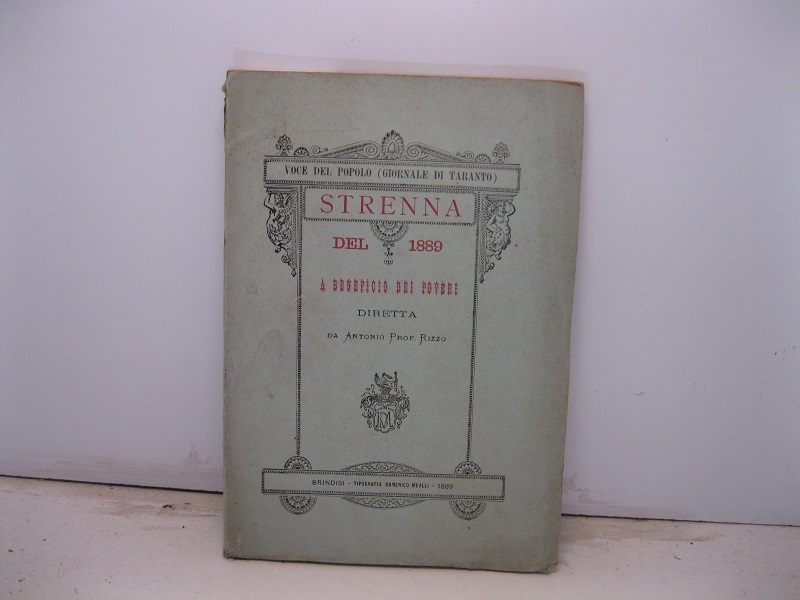 VOCE DEL POPOLO (GIORNALE DI TARANTO)
STRENNA
DEL 1889
A BENEFICIO DEI POVERI
DIRETTA
DA ANTONIO PROF. RIZZO
DM
BRINDISI - TIPOGRAFIA DOMENICO MEALLI - 1889